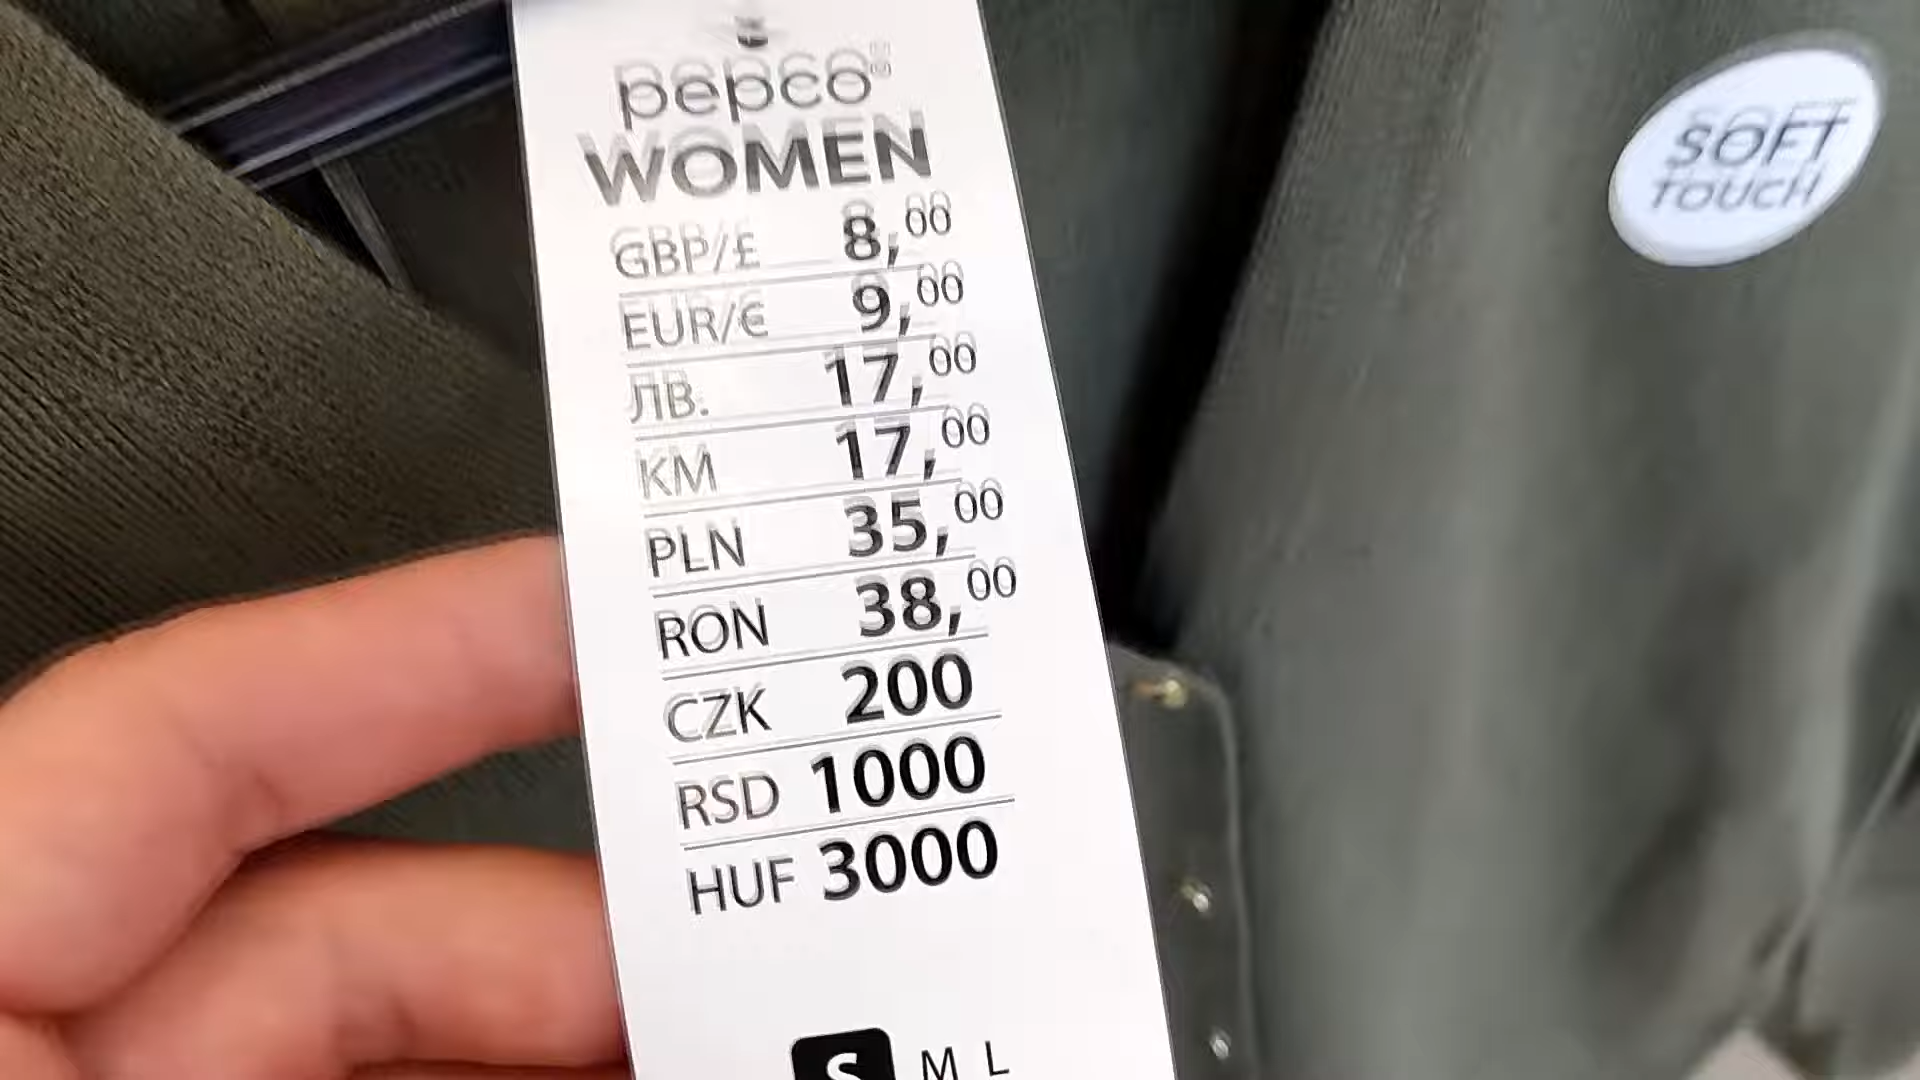 pepco®
WOMEN
GBP/£ 8,00
EUR/€ 9,00
ЛВ. 17,00
KM 17,00
PLN 35,00
RON 38,00
CZK 200
RSD 1000
HUF 3000
S M L
SOFT
TOUCH